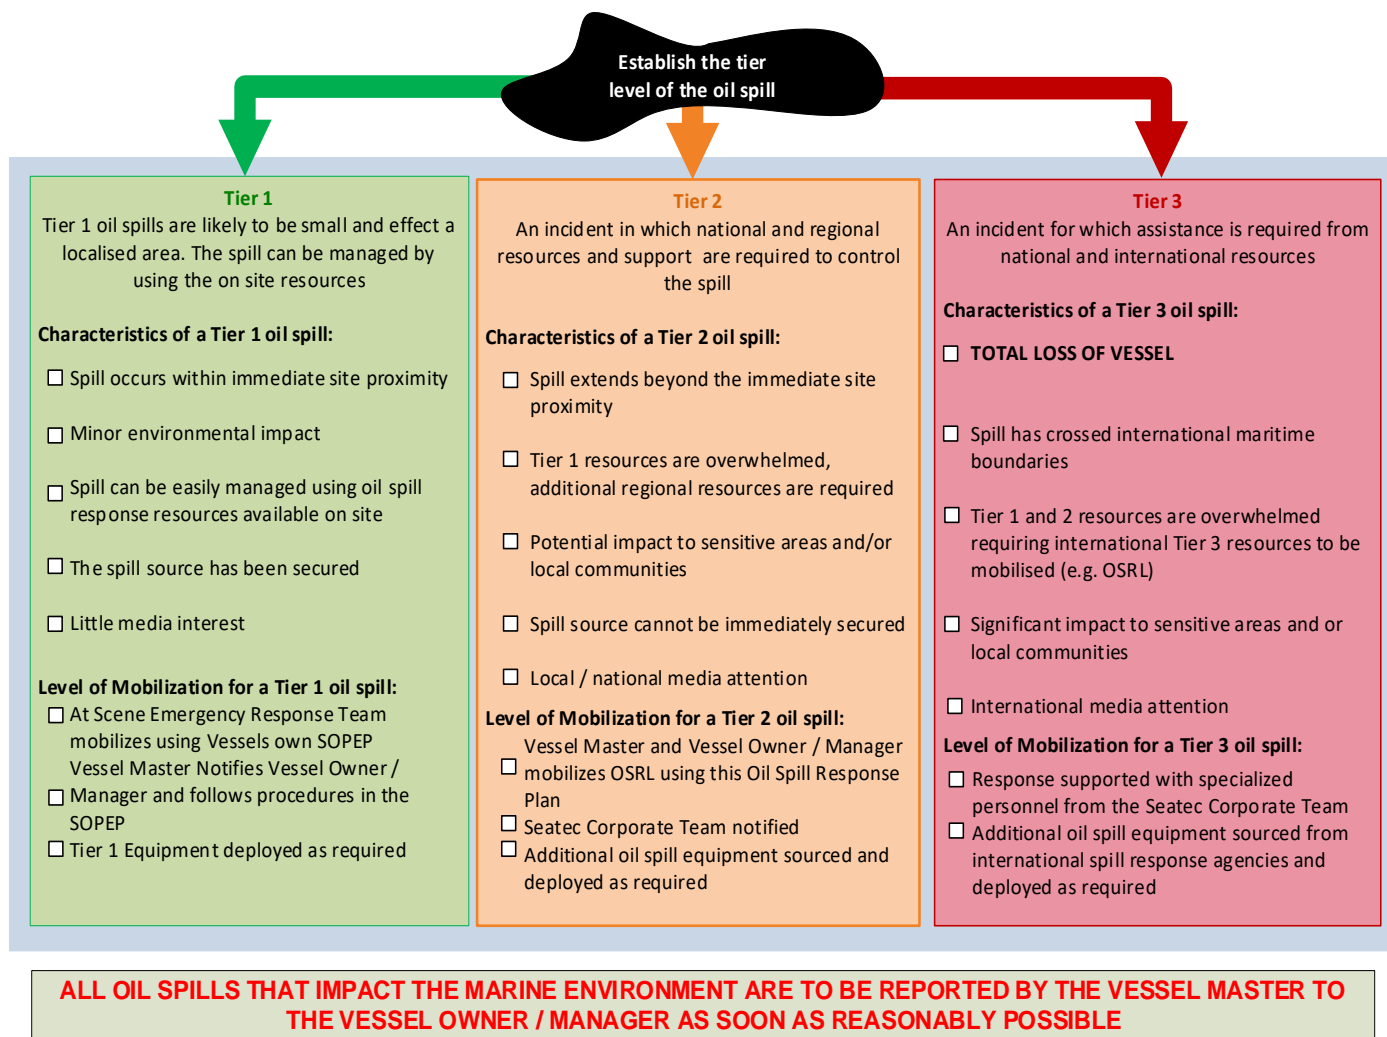 Establish the tier
level of the oil spill
Tier 1
Tier 1 oil spills are likely to be small and effect a
localised area. The spill can be managed by
using the on site resources
Characteristics of a Tier 1 oil spill:
Spill occurs within immediate site proximity
Minor environmental impact
Spill can be easily managed using oil spill
response resources available on site
The spill source has been secured
Little media interest
Level of Mobilization for a Tier 1 oil spill:
At Scene Emergency Response Team
mobilizes using Vessels own SOPEP
Vessel Master Notifies Vessel Owner /
Manager and follows procedures in the
SOPEP
Tier 1 Equipment deployed as required
Tier 2
An incident in which national and regional
resources and support are required to control
the spill
Characteristics of a Tier 2 oil spill:
Spill extends beyond the immediate site
proximity
Tier 1 resources are overwhelmed,
additional regional resources are required
Potential impact to sensitive areas and/or
local communities
Spill source cannot be immediately secured
Local / national media attention
Level of Mobilization for a Tier 2 oil spill:
Vessel Master and Vessel Owner / Manager
mobilizes OSRL using this Oil Spill Response
Plan
Seatec Corporate Team notified
Additional oil spill equipment sourced and
deployed as required
Tier 3
An incident for which assistance is required from
national and international resources
Characteristics of a Tier 3 oil spill:
TOTAL LOSS OF VESSEL
Spill has crossed international maritime
boundaries
Tier 1 and 2 resources are overwhelmed
requiring international Tier 3 resources to be
mobilised (e.g. OSRL)
Significant impact to sensitive areas and or
local communities
International media attention
Level of Mobilization for a Tier 3 oil spill:
Response supported with specialized
personnel from the Seatec Corporate Team
Additional oil spill equipment sourced from
international spill response agencies and
deployed as required
ALL OIL SPILLS THAT IMPACT THE MARINE ENVIRONMENT ARE TO BE REPORTED BY THE VESSEL MASTER TO
THE VESSEL OWNER / MANAGER AS SOON AS REASONABLY POSSIBLE